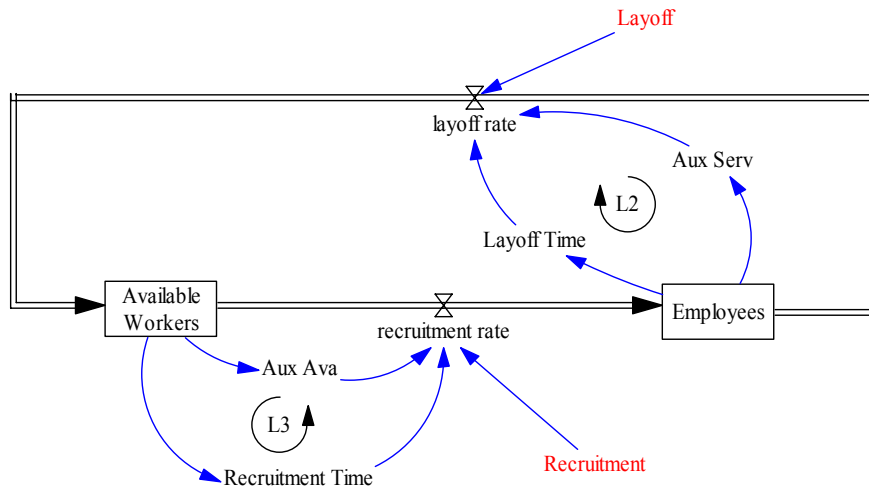 Layoff
layoff rate
Aux Serv
L2
Layoff Time
Available
Workers
Employees
recruitment rate
Aux Ava
L3
Recruitment
Recruitment Time